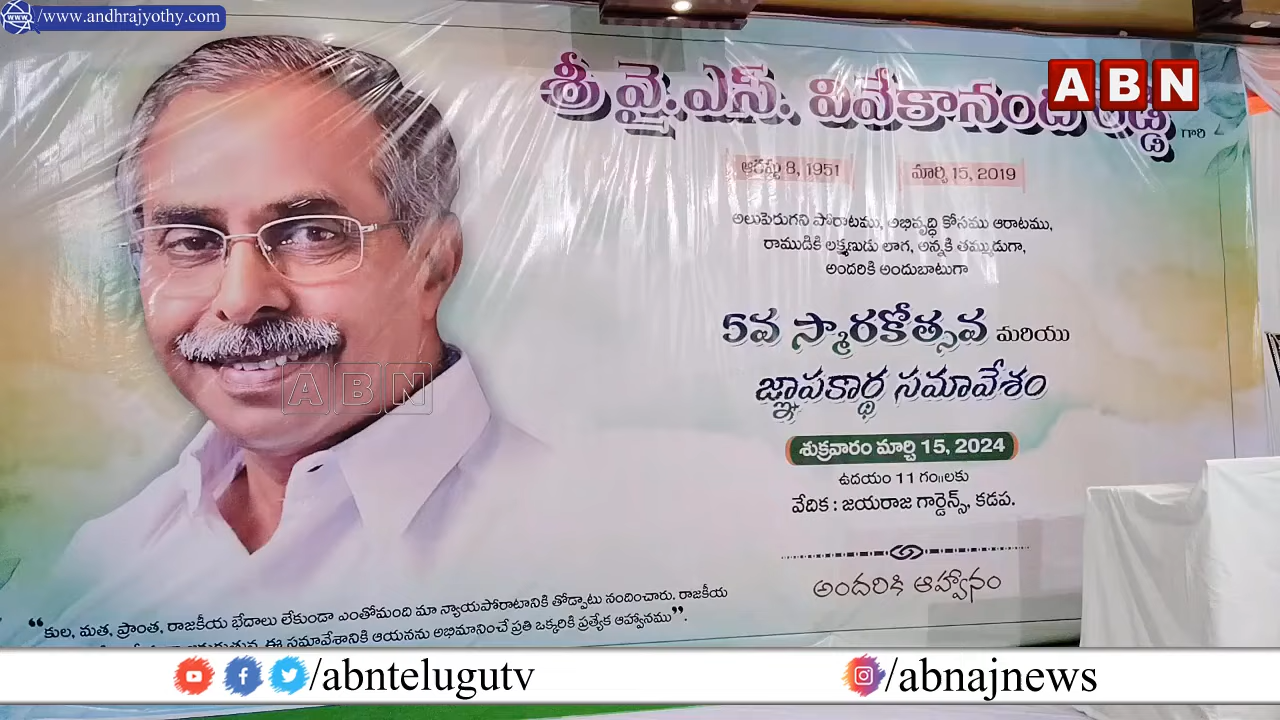 www.andhrajyothy.com
ABN
శ్రీ వై.ఎస్. వివేకానంద రెడ్డి గారి
ఆగస్టు 8, 1951 మార్చి 15, 2019
అలుపెరుగని పోరాటము, అభివృద్ధి కోసము ఆరాటము,
రాముడికి లక్ష్మణుడు లాగ, అన్నకి తమ్ముడుగా,
అందరికి అందుబాటుగా
5వ స్మారకోత్సవ మరియు
జ్ఞాపకార్థ సమావేశం
శుక్రవారం మార్చి 15, 2024
ఉదయం 11 గం॥లకు
వేదిక : జయరాజ గార్డెన్స్, కడప.
అందరికి ఆహ్వానం
ABN
“కుల, మత, ప్రాంత, రాజకీయ భేదాలు లేకుండా ఎంతోమంది మా న్యాయపోరాటానికి తోడ్పాటు నందించారు. రాజకీయ
ఈ సమావేశానికి ఆయనను అభిమానించే ప్రతి ఒక్కరికి ప్రత్యేక ఆహ్వానము”.
/abntelugutv /abnajnews